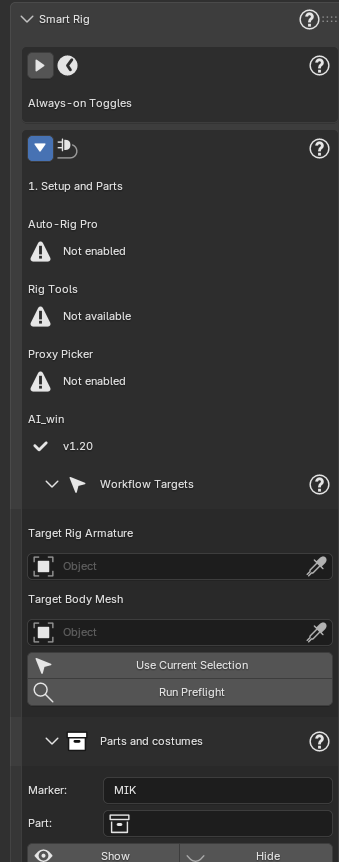 Smart Rig
Always-on Toggles
1. Setup and Parts
Auto-Rig Pro
Not enabled
Rig Tools
Not available
Proxy Picker
Not enabled
AI_win
v1.20
Workflow Targets
Target Rig Armature
Object
Target Body Mesh
Object
Use Current Selection
Run Preflight
Parts and costumes
Marker: MIK
Part:
Show Hide